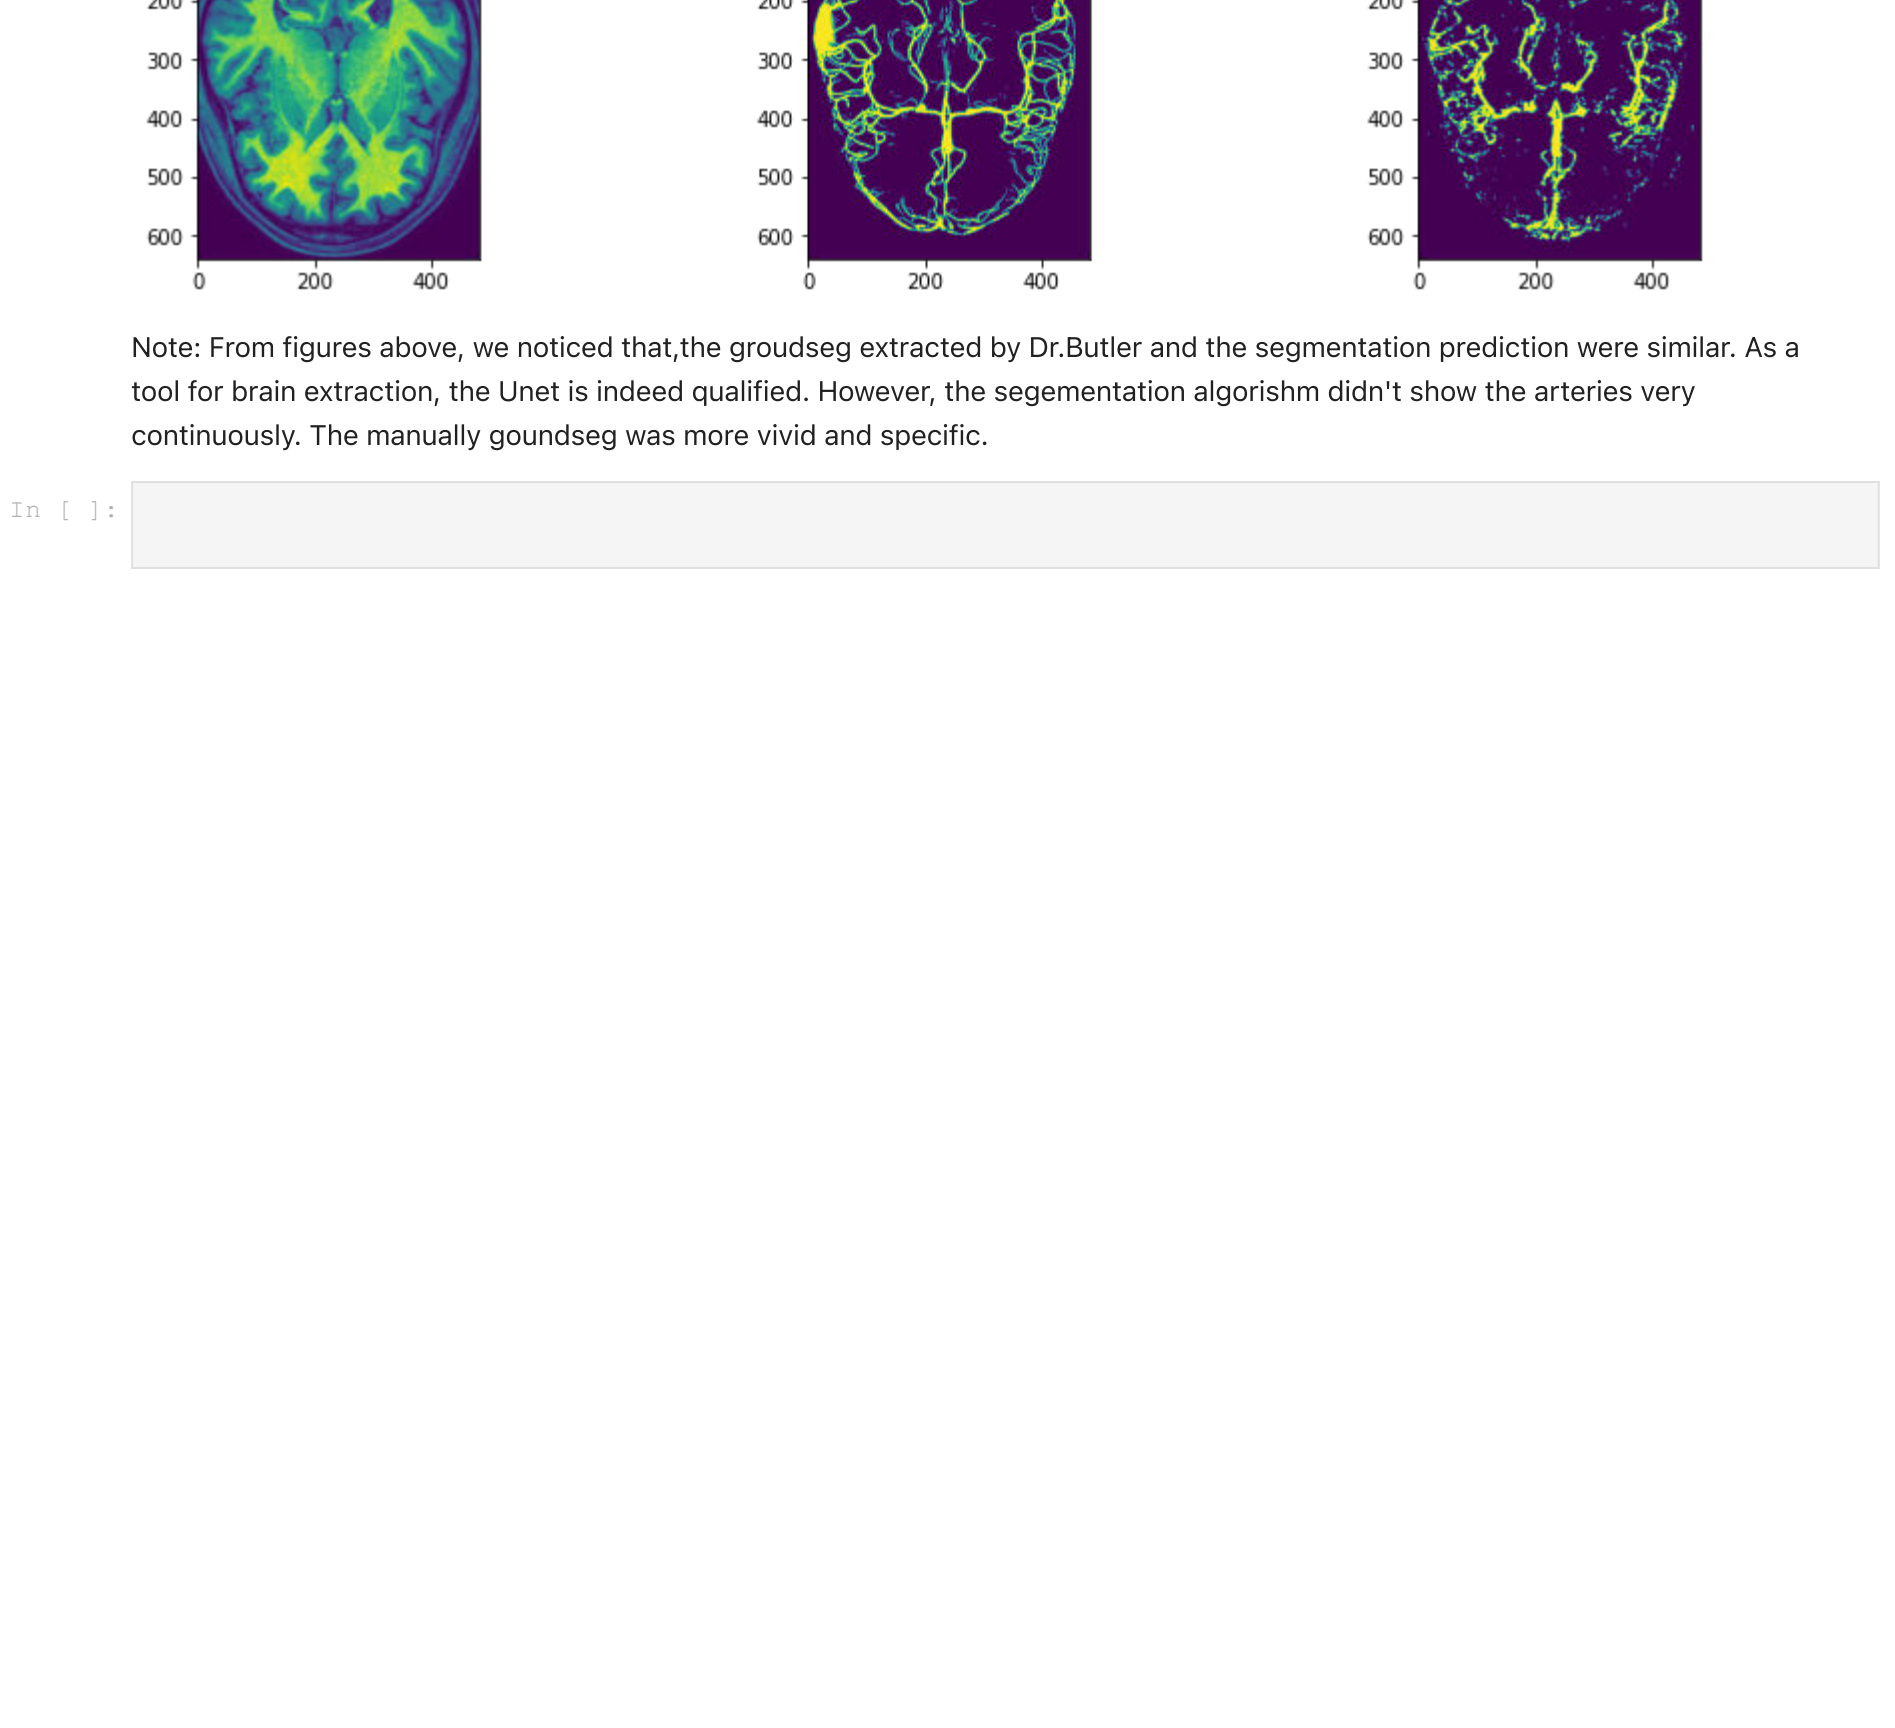 200 200 200
300 300 300
400 400 400
500 500 500
600 600 600
0 200 400 0 200 400 0 200 400
Note: From figures above, we noticed that,the groudseg extracted by Dr.Butler and the segmentation prediction were similar. As a
tool for brain extraction, the Unet is indeed qualified. However, the segementation algorishm didn't show the arteries very
continuously. The manually goundseg was more vivid and specific.
In [ ]: